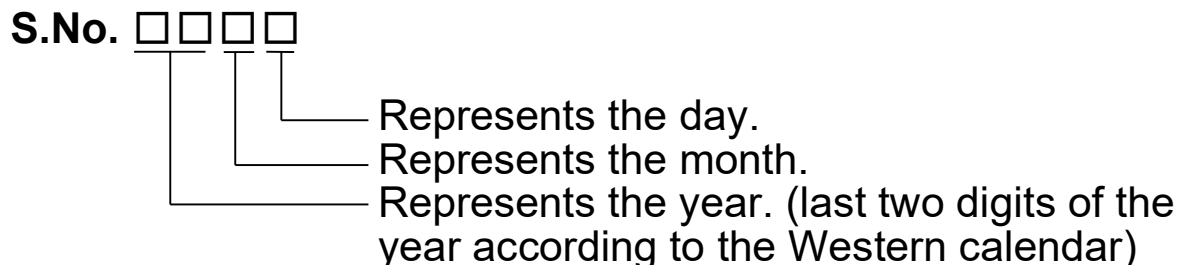 S.No. □□□□
Represents the day.
Represents the month.
Represents the year. (last two digits of the
year according to the Western calendar)